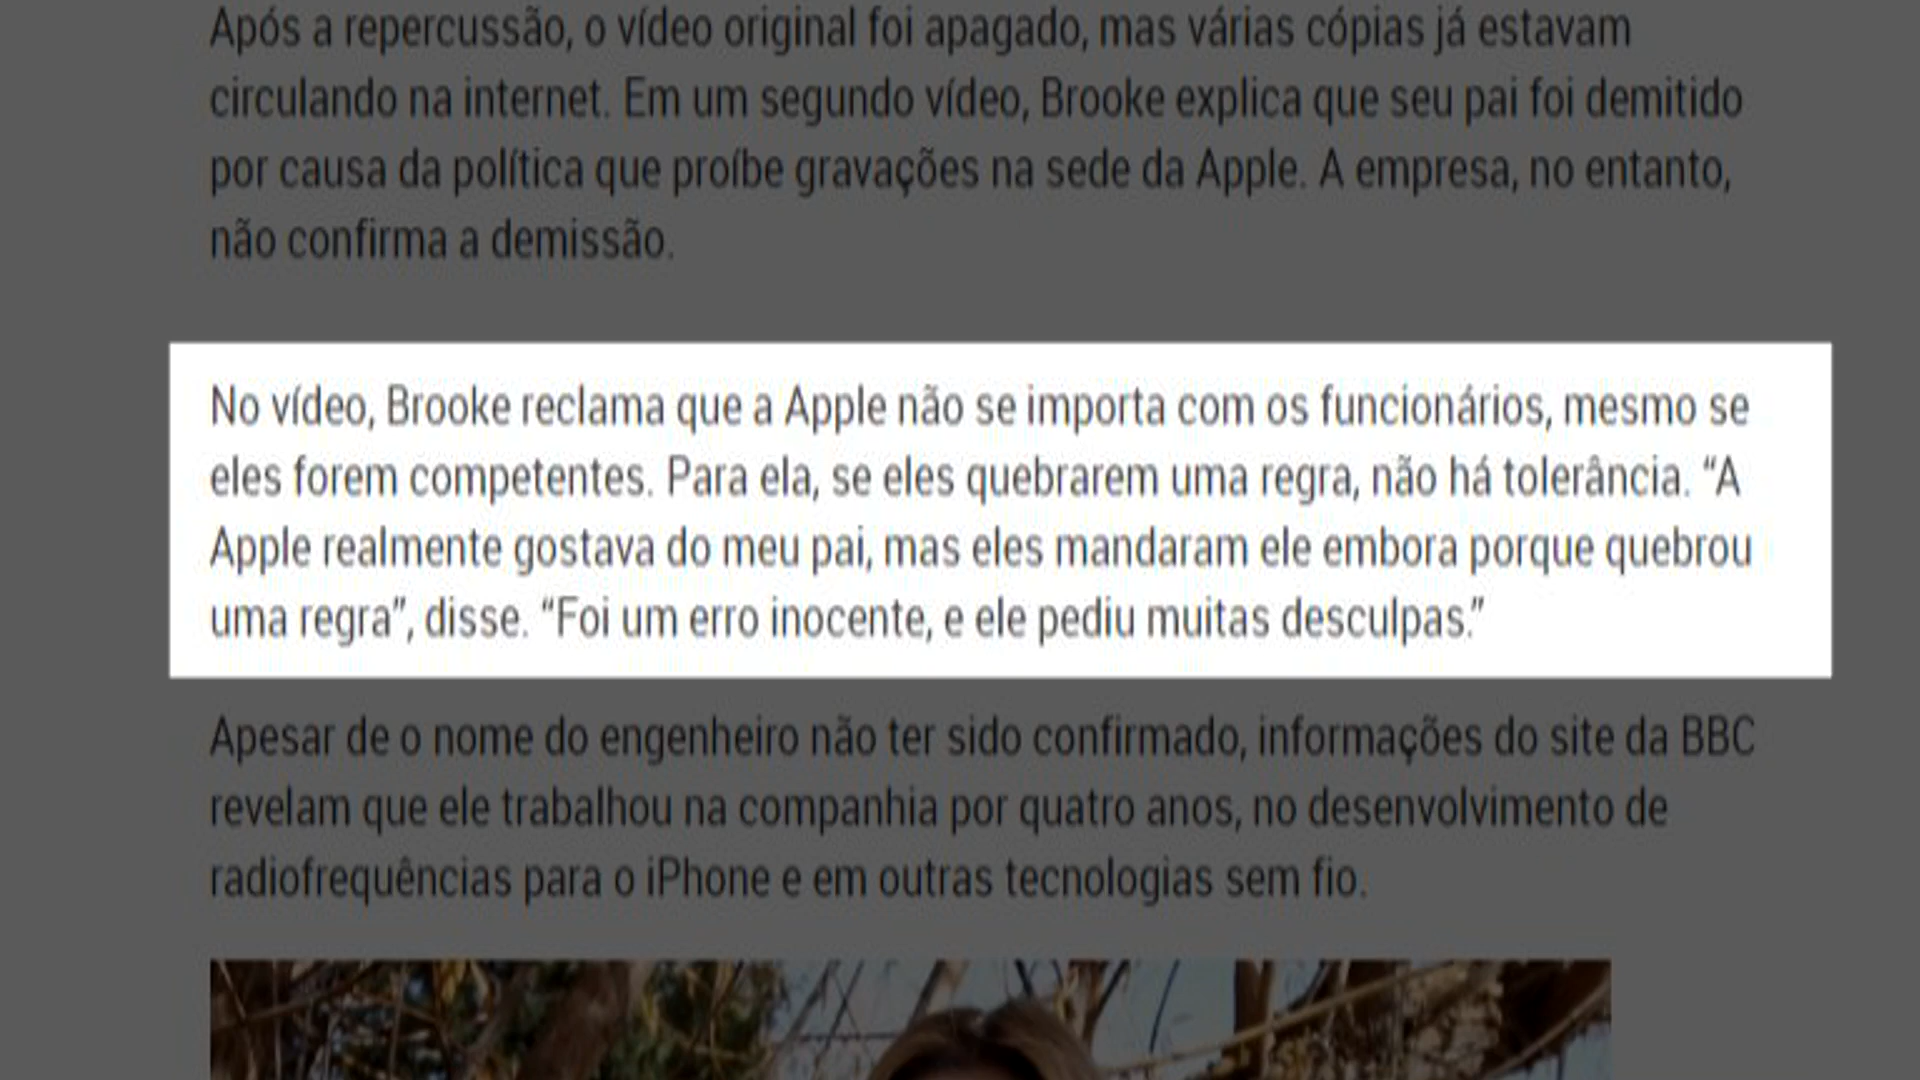 Após a repercussão, o vídeo original foi apagado, mas várias cópias já estavam
circulando na internet. Em um segundo vídeo, Brooke explica que seu pai foi demitido
por causa da política que proíbe gravações na sede da Apple. A empresa, no entanto,
não confirma a demissão.
No vídeo, Brooke reclama que a Apple não se importa com os funcionários, mesmo se
eles forem competentes. Para ela, se eles quebrarem uma regra, não há tolerância. “A
Apple realmente gostava do meu pai, mas eles mandaram ele embora porque quebrou
uma regra”, disse. “Foi um erro inocente, e ele pediu muitas desculpas.”
Apesar de o nome do engenheiro não ter sido confirmado, informações do site da BBC
revelam que ele trabalhou na companhia por quatro anos, no desenvolvimento de
radiofrequências para o iPhone e em outras tecnologias sem fio.